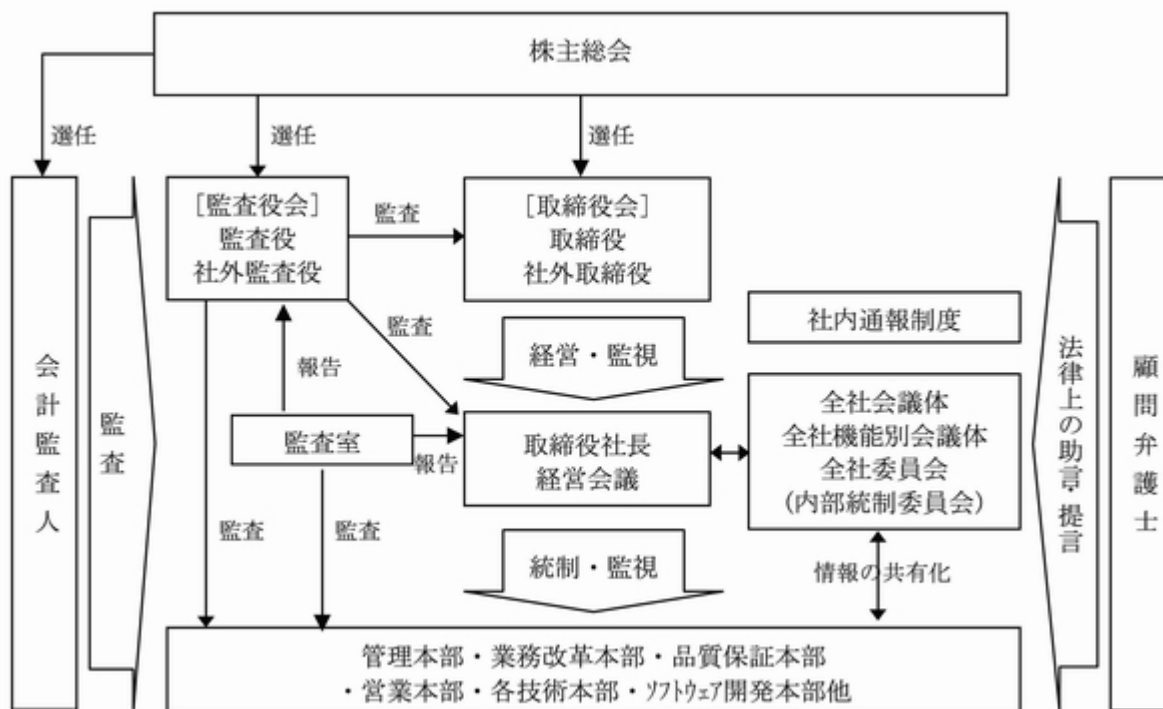 株主総会
選任
選任
選任
会計監査人
監査
[監査役会]
監査役
社外監査役
監査
[取締役会]
取締役
社外取締役
監査
経営・監視
社内通報制度
報告
監査室
報告
取締役社長
経営会議
全社会議体
全社機能別会議体
全社委員会
(内部統制委員会)
監査
監査
統制・監視
情報の共有化
管理本部・業務改革本部・品質保証本部
・営業本部・各技術本部・ソフトウェア開発本部他
法律上の助言・提言
顧問弁護士